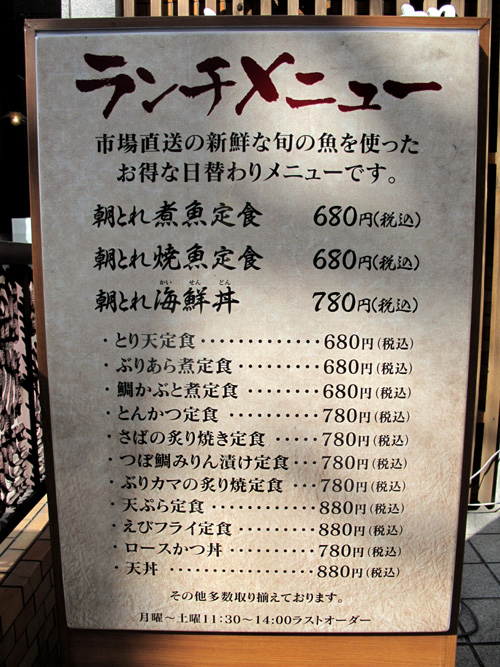 ランチメニュー
市場直送の新鮮な旬の魚を使った
お得な日替わりメニューです。
朝とれ煮魚定食 680円(税込)
朝とれ焼魚定食 680円(税込)
かい せん どん
朝とれ海鮮丼 780円(税込)
・とり天定食・・・・・・・・・・・・680円(税込)
・ぶりあら煮定食・・・・・・・・680円(税込)
・鯛かぶと煮定食・・・・・・・・680円(税込)
・とんかつ定食・・・・・・・・・・780円(税込)
・さばの炙り焼き定食・・・・・780円(税込)
・つぼ鯛みりん漬け定食・・・780円(税込)
・ぶりカマの炙り焼定食・・・780円(税込)
・天ぷら定食・・・・・・・・・・・・880円(税込)
・えびフライ定食・・・・・・・・・880円(税込)
・ロースかつ丼・・・・・・・・・・780円(税込)
・天丼・・・・・・・・・・・・・・・・・880円(税込)
その他多数取り揃えております。
月曜～土曜11:30～14:00ラストオーダー